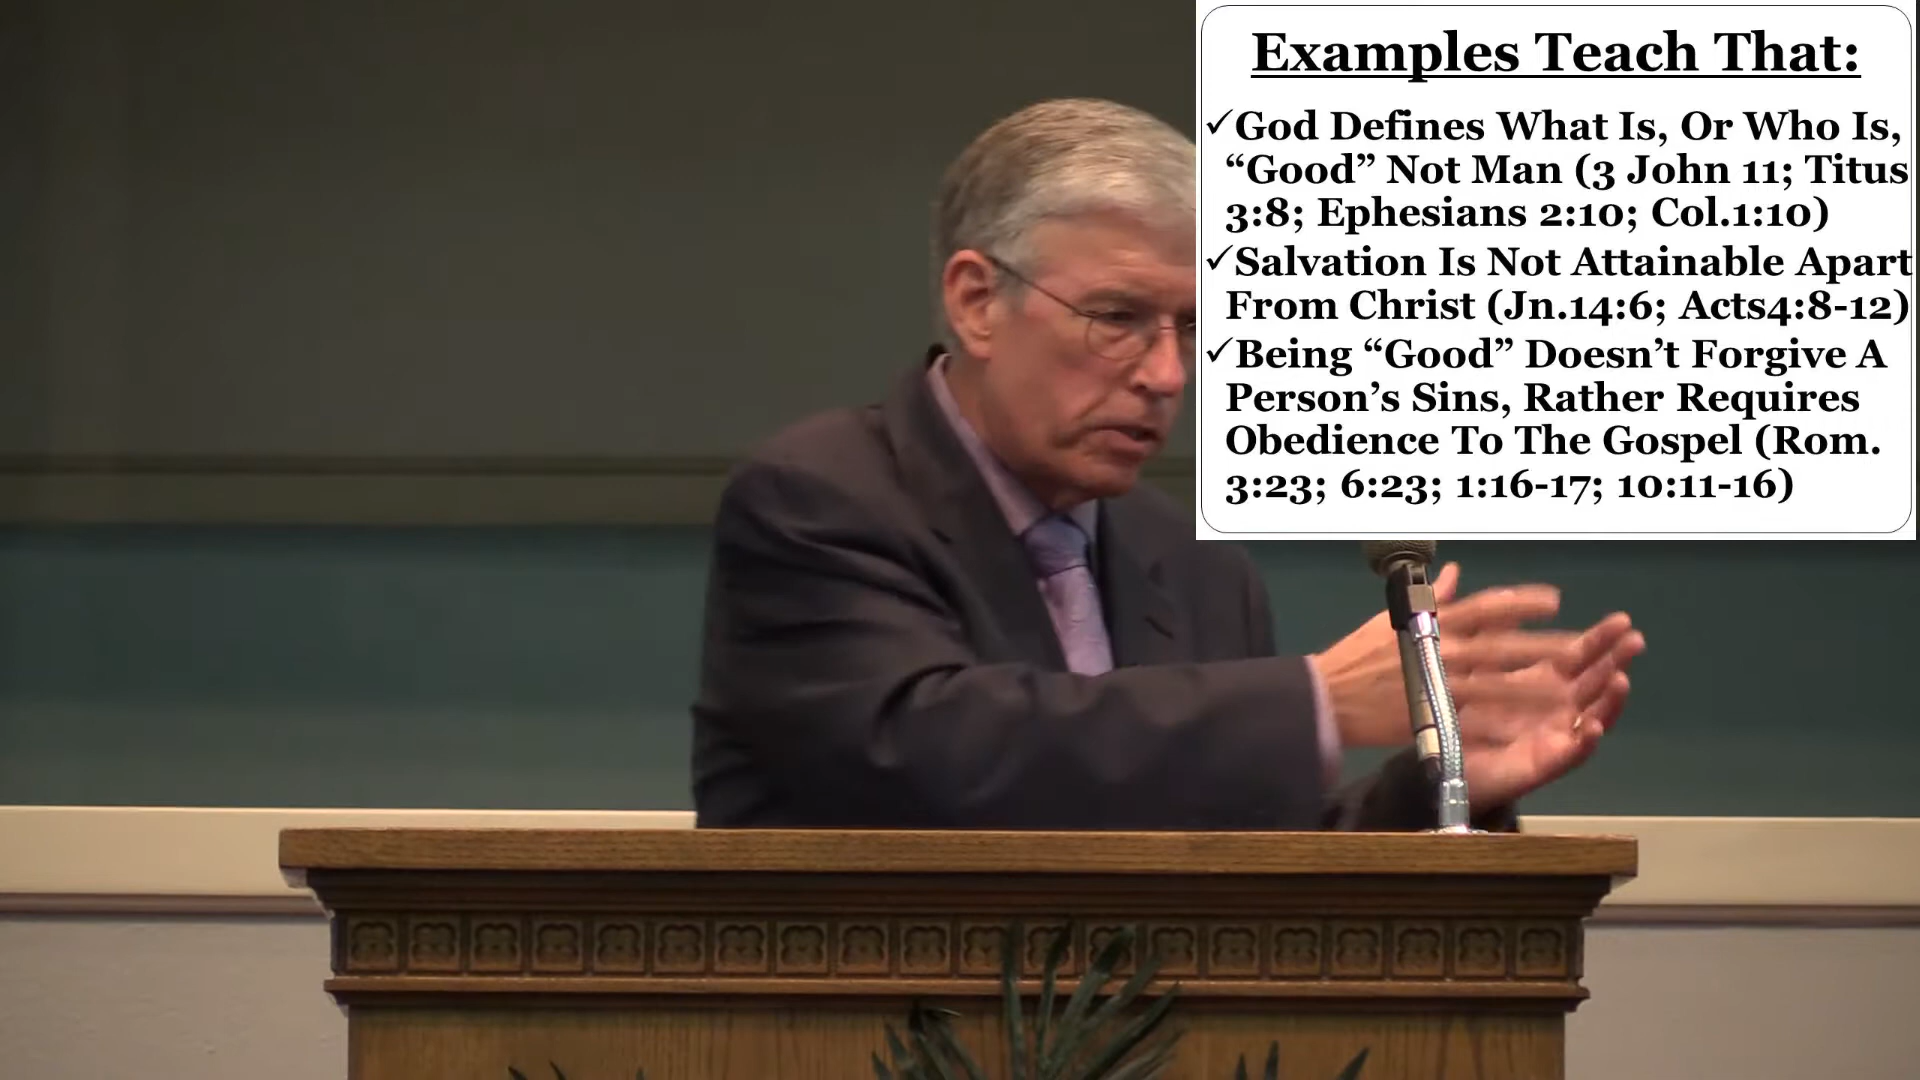 Examples Teach That:
✓God Defines What Is, Or Who Is,
“Good” Not Man (3 John 11; Titus
3:8; Ephesians 2:10; Col.1:10)
✓Salvation Is Not Attainable Apart
From Christ (Jn.14:6; Acts4:8-12)
✓Being “Good” Doesn’t Forgive A
Person’s Sins, Rather Requires
Obedience To The Gospel (Rom.
3:23; 6:23; 1:16-17; 10:11-16)